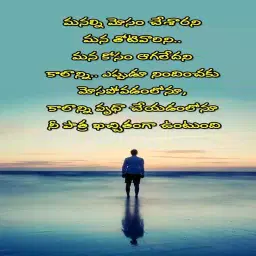 మనల్ని మోసం చేశారని
మన తోటివారిని..
మన కోసం ఆగలేదని
కాలాన్ని.. ఎప్పుడూ నిందించకు
మోసపోవడంలోనూ,
కాలాన్ని వృథా చేయడంలోనూ
నీ పాత్ర ఖచ్చితంగా ఉంటుంది